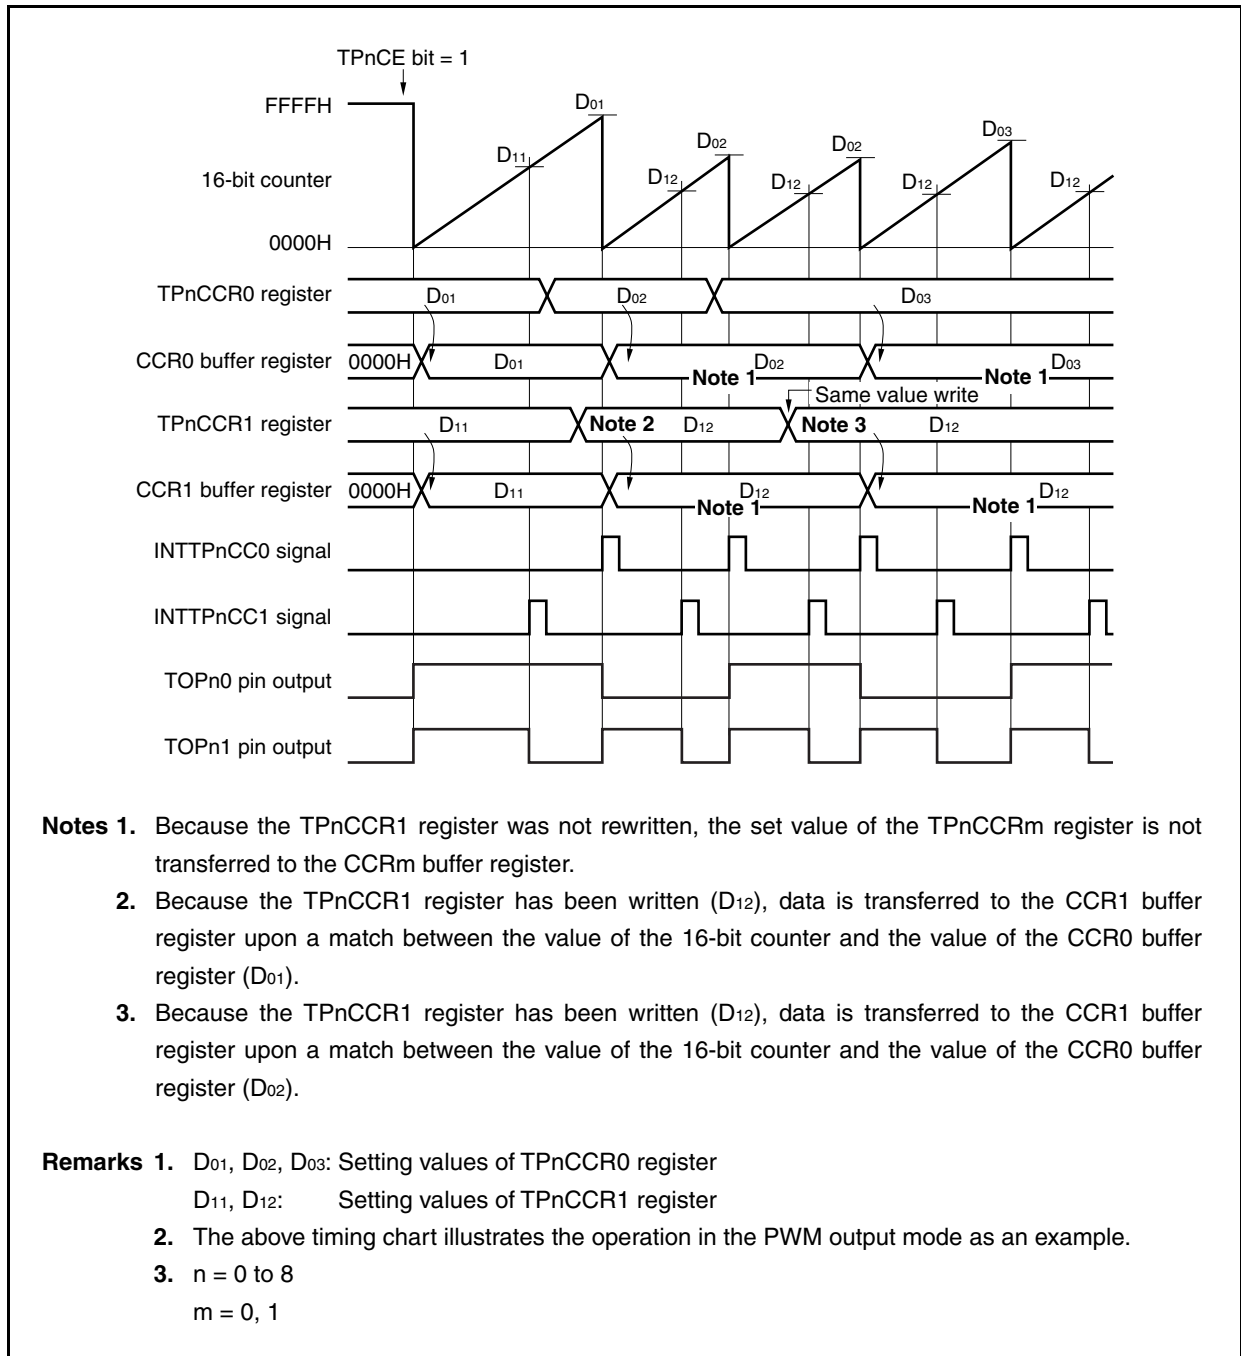 TPnCE bit = 1
FFFFH
D01
D11
D02
D02
D03
16-bit counter
D12
D12
D12
D12
0000H
TPnCCR0 register
D01
D02
D03
CCR0 buffer register
0000H
D01
D02
Note 1
D03
Note 1
Same value write
TPnCCR1 register
D11
Note 2
D12
Note 3
D12
CCR1 buffer register
0000H
D11
D12
Note 1
D12
Note 1
INTTPnCC0 signal
INTTPnCC1 signal
TOPn0 pin output
TOPn1 pin output
Notes 1. Because the TPnCCR1 register was not rewritten, the set value of the TPnCCRm register is not
transferred to the CCRm buffer register.
2. Because the TPnCCR1 register has been written (D12), data is transferred to the CCR1 buffer
register upon a match between the value of the 16-bit counter and the value of the CCR0 buffer
register (D01).
3. Because the TPnCCR1 register has been written (D12), data is transferred to the CCR1 buffer
register upon a match between the value of the 16-bit counter and the value of the CCR0 buffer
register (D02).
Remarks 1. D01, D02, D03: Setting values of TPnCCR0 register
D11, D12: Setting values of TPnCCR1 register
2. The above timing chart illustrates the operation in the PWM output mode as an example.
3. n = 0 to 8
m = 0, 1